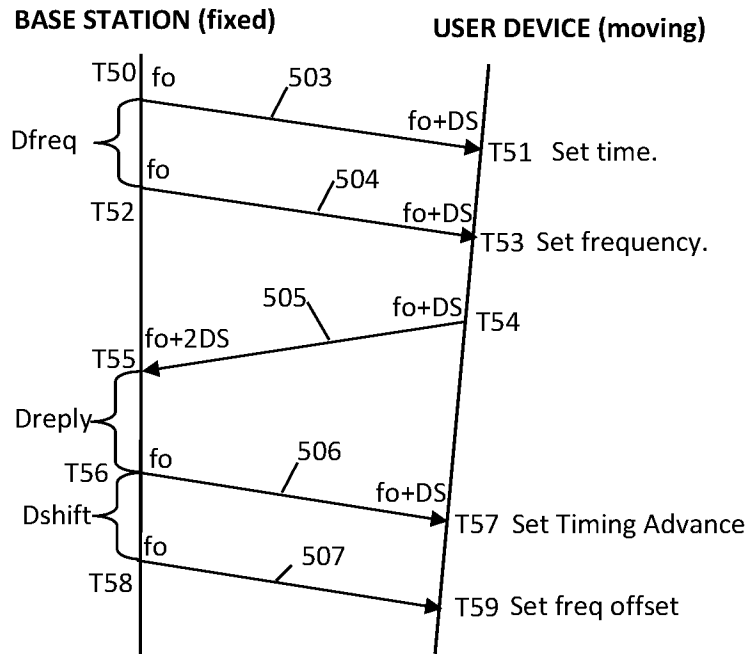 BASE STATION (fixed)
USER DEVICE (moving)
T50
fo
503
fo+DS
T51 Set time.
Dfreq
fo
504
fo+DS
T52
T53 Set frequency.
505
fo+DS
T54
fo+2DS
T55
Dreply
506
T56
fo
fo+DS
T57 Set Timing Advance
Dshift
fo
507
T58
T59 Set freq offset